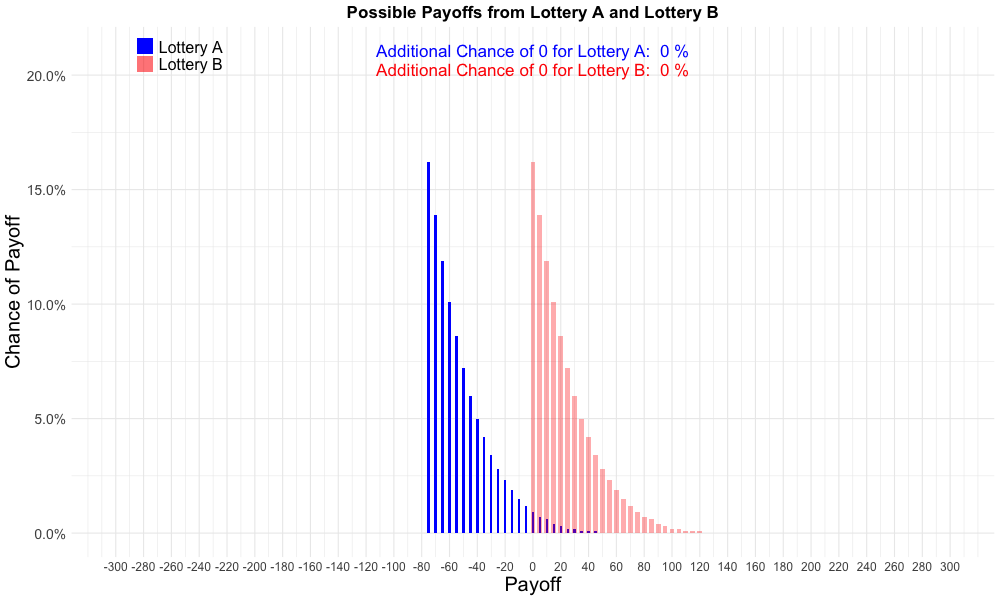 Possible Payoffs from Lottery A and Lottery B
Lottery A
Lottery B
Additional Chance of 0 for Lottery A:  0 %
Additional Chance of 0 for Lottery B:  0 %
Chance of Payoff
20.0%
15.0%
10.0%
5.0%
0.0%
-300 -280 -260 -240 -220 -200 -180 -160 -140 -120 -100 -80 -60 -40 -20 0 20 40 60 80 100 120 140 160 180 200 220 240 260 280 300
Payoff